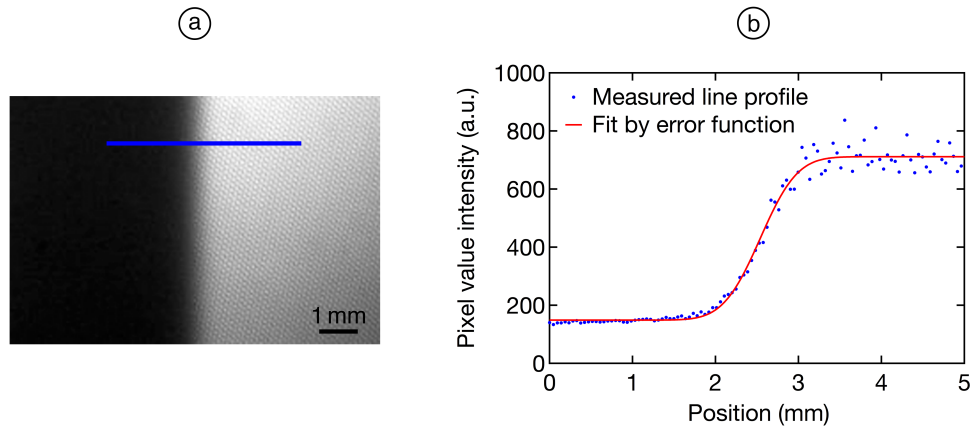 a
b
1 mm
1000
800
600
400
200
0
Pixel value intensity (a.u.)
Measured line profile
Fit by error function
0 1 2 3 4 5
Position (mm)